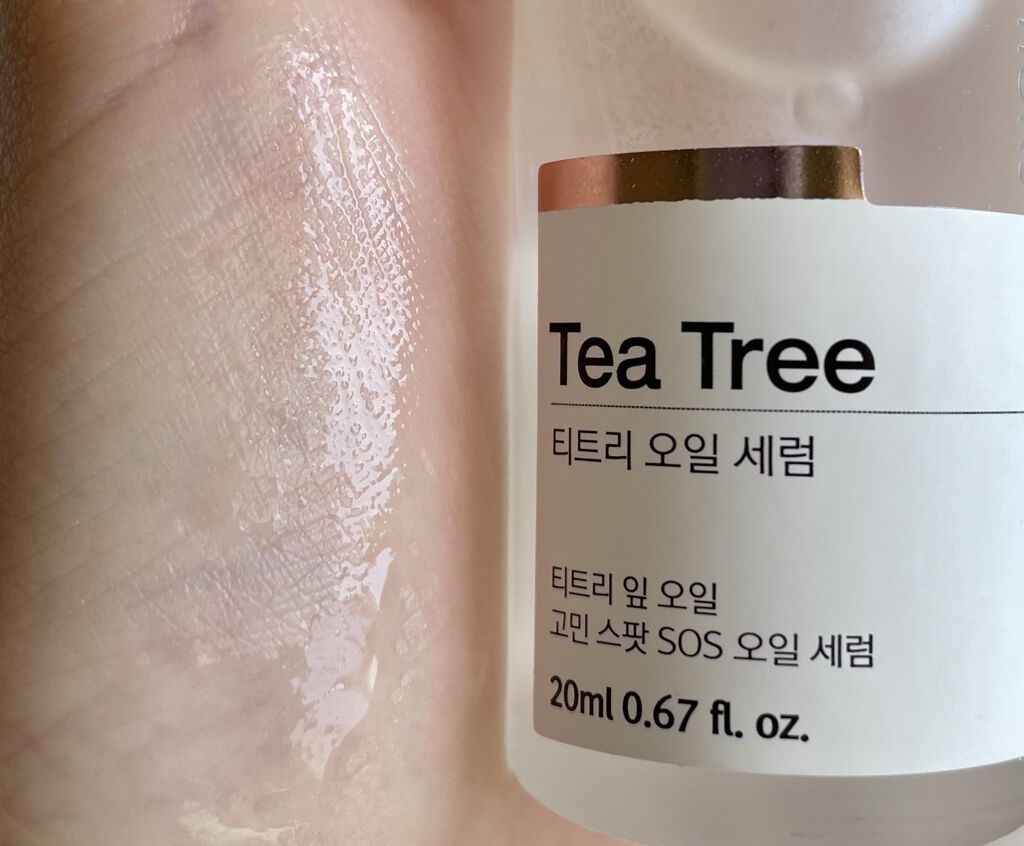 Tea Tree
티트리 오일 세럼
티트리 잎 오일
고민 스팟 SOS 오일 세럼
20ml 0.67 fl. oz.